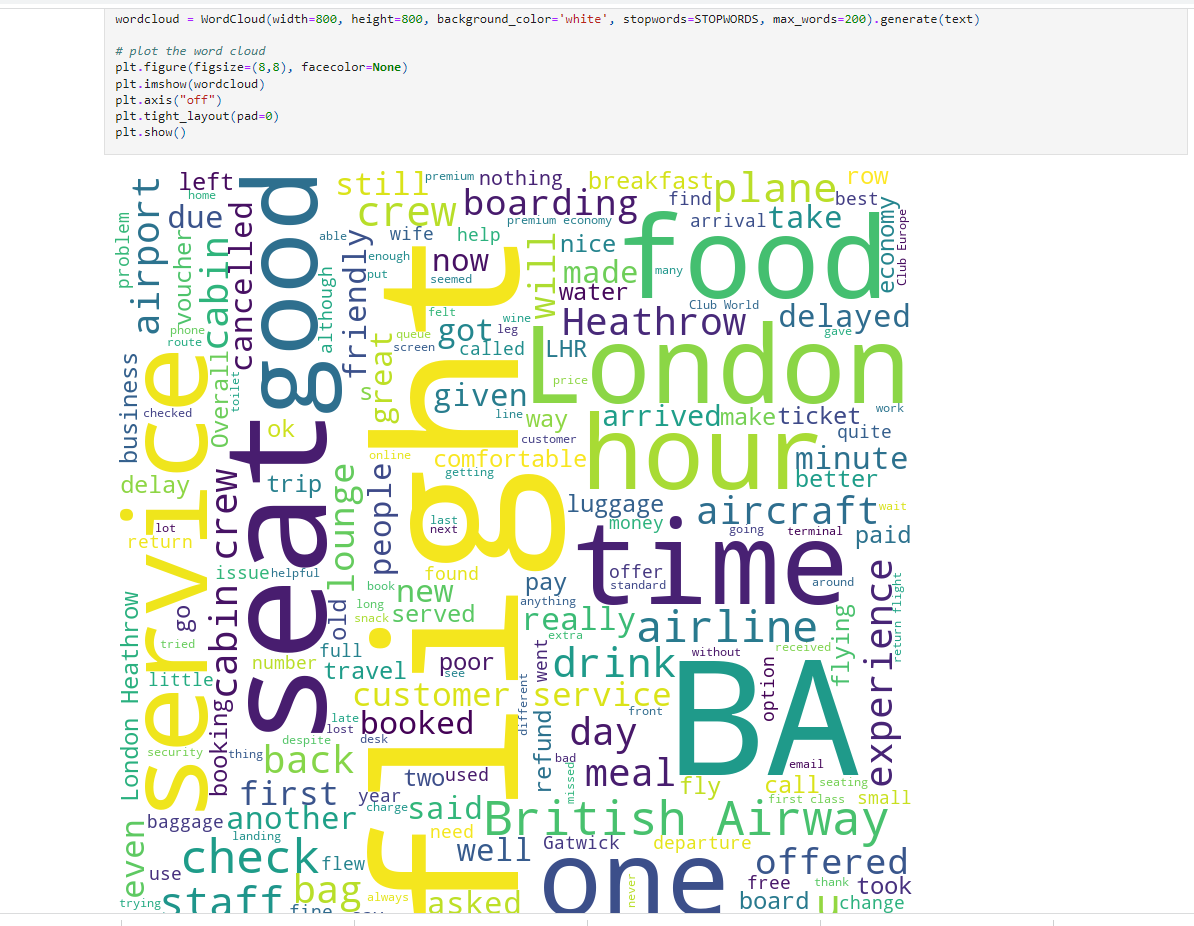 wordcloud = WordCloud(width=800, height=800, background_color='white', stopwords=STOPWORDS, max_words=200).generate(text)
# plot the word cloud
plt.figure(figsize=(8,8), facecolor=None)
plt.imshow(wordcloud)
plt.axis("off")
plt.tight_layout(pad=0)
plt.show()
left
home
premium
nothing
still
breakfast
plane
row
airport
problem
due
good
crew
boarding
find
best
arrival
take
premium economy
economy
Club Europe
voucher
cabin
cancelled
able
wife
help
nice
food
although
friendly
enough
put
now
seemed
will
made
many
water
Club World
Heathrow
delayed
gave
phone
route
felt
wine
leg
got
queue
screen
called
LHR
London
great
s
price
given
business
service
Overall
toilet
checked
line
way
arrived
make
ticket
work
quite
ok
customer
hour
minute
online
comfortable
better
delay
seat
trip
lounge
people
getting
flight
luggage
aircraft
wait
money
going
terminal
paid
lot
return
last
next
cabin crew
time
issue
helpful
found
offer
standard
around
book
new
pay
anything
long
snack
served
old
go
really
extra
airline
flying
experience
return flight
tried
London Heathrow
full
number
travel
little
poor
see
went
drink
without
received
customer service
option
BA
late
lost
booked
different
front
refund
day
booking
security
thing
despite
desk
back
bad
missed
meal
email
two
used
fly
call
seating
first class
small
first
year
charge
said
British Airway
baggage
another
landing
need
well
Gatwick
departure
even
check
flew
offered
use
one
free
thank
took
trying
staff
bag
always
asked
never
board
u
change
fine